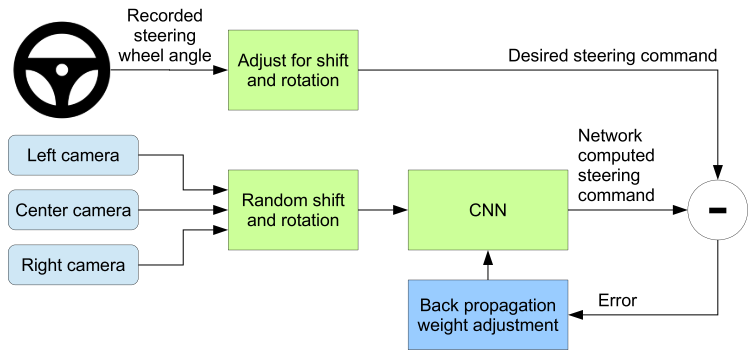 Recorded
steering
wheel angle
Adjust for shift
and rotation
Desired steering command
Left camera
Center camera
Right camera
Random shift
and rotation
CNN
Network
computed
steering
command
-
Back propagation
weight adjustment
Error